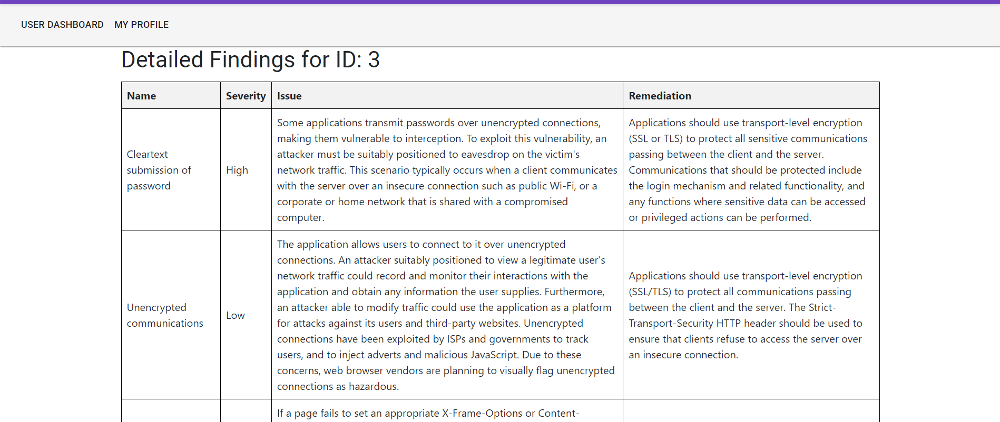 USER DASHBOARD MY PROFILE
Detailed Findings for ID: 3
Name Severity Issue Remediation
Cleartext
submission of
password
High
Some applications transmit passwords over unencrypted connections,
making them vulnerable to interception. To exploit this vulnerability, an
attacker must be suitably positioned to eavesdrop on the victim's
network traffic. This scenario typically occurs when a client communicates
with the server over an insecure connection such as public Wi-Fi, or a
corporate or home network that is shared with a compromised
computer.
Applications should use transport-level encryption
(SSL or TLS) to protect all sensitive communications
passing between the client and the server.
Communications that should be protected include
the login mechanism and related functionality, and
any functions where sensitive data can be accessed
or privileged actions can be performed.
Unencrypted
communications
Low
The application allows users to connect to it over unencrypted
connections. An attacker suitably positioned to view a legitimate user's
network traffic could record and monitor their interactions with the
application and obtain any information the user supplies. Furthermore,
an attacker able to modify traffic could use the application as a platform
for attacks against its users and third-party websites. Unencrypted
connections have been exploited by ISPs and governments to track
users, and to inject adverts and malicious JavaScript. Due to these
concerns, web browser vendors are planning to visually flag unencrypted
connections as hazardous.
Applications should use transport-level encryption
(SSL/TLS) to protect all communications passing
between the client and the server. The Strict-
Transport-Security HTTP header should be used to
ensure that clients refuse to access the server over
an insecure connection.
If a page fails to set an appropriate X-Frame-Options or Content-